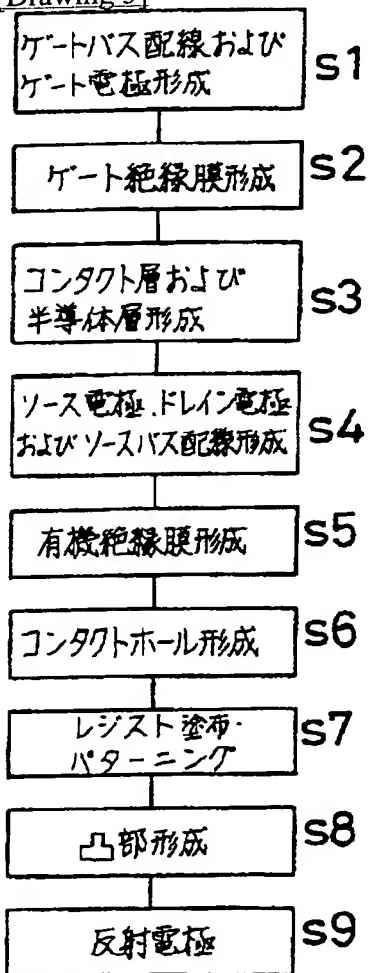 [Drawing 5]
ゲートバス配線および
ゲート電極形成
s1
ゲート絶縁膜形成
s2
コンタクト層および
半導体層形成
s3
ソース電極、ドレイン電極
およびソースバス配線形成
s4
有機絶縁膜形成
s5
コンタクトホール形成
s6
レジスト塗布・
パターニング
s7
凸部形成
s8
反射電極
s9